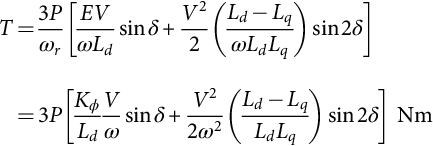 T = \frac{3P}{\omega_r} \left[ \frac{EV}{\omega L_d} \sin \delta + \frac{V^2}{2} \left( \frac{L_d - L_q}{\omega L_d L_q} \right) \sin 2\delta \right]
= 3P \left[ \frac{K_\phi}{L_d} \frac{V}{\omega} \sin \delta + \frac{V^2}{2\omega^2} \left( \frac{L_d - L_q}{L_d L_q} \right) \sin 2\delta \right] Nm